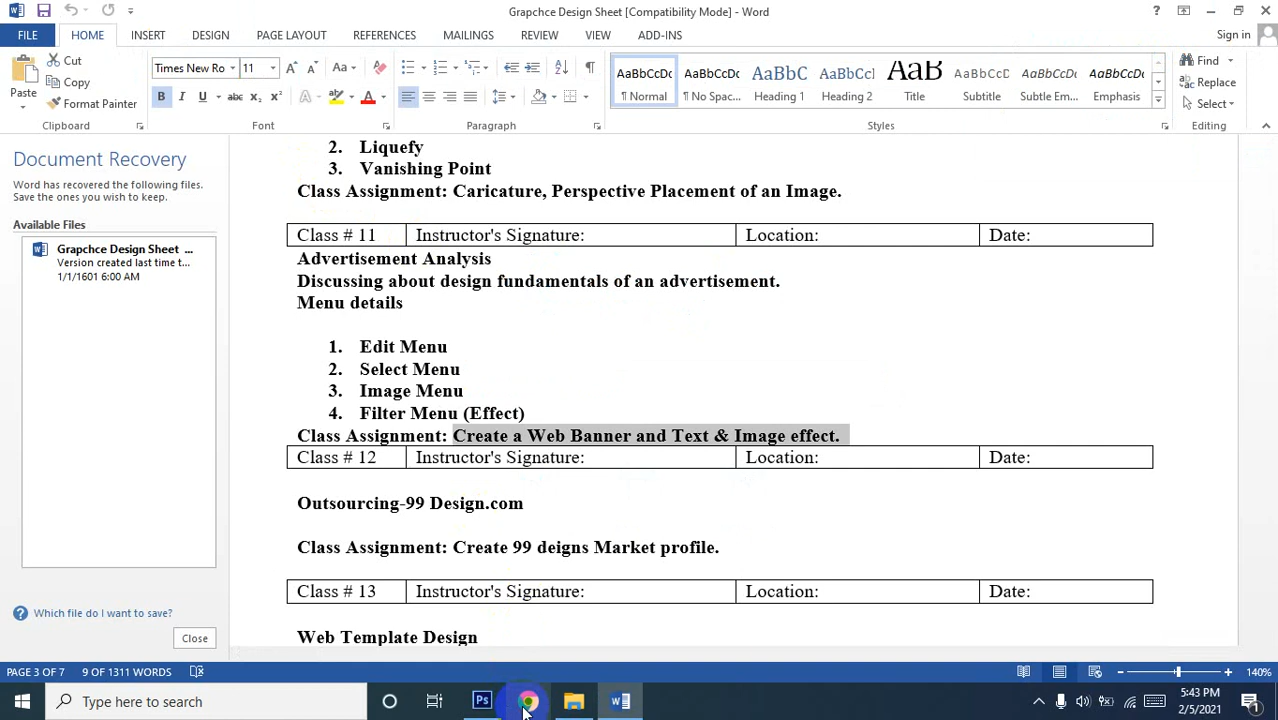 Grapchce Design Sheet [Compatibility Mode] - Word
FILE HOME INSERT DESIGN PAGE LAYOUT REFERENCES MAILINGS REVIEW VIEW ADD-INS Sign in
Paste Cut Copy Format Painter
Clipboard
Times New Ro 11
Font
Paragraph
AaBbCcDc AaBbCcDc AaBbC AaBbCc AaB AaBbCcD AaBbCcDc AaBbCcDc
¶ Normal ¶ No Spac... Heading 1 Heading 2 Title Subtitle Subtle Em... Emphasis
Styles
Find
Replace
Select
Editing
Document Recovery
Word has recovered the following files.
Save the ones you wish to keep.
Available Files
Grapchce Design Sheet ...
Version created last time t...
1/1/1601 6:00 AM
Which file do I want to save?
Close
2. Liquefy
3. Vanishing Point
Class Assignment: Caricature, Perspective Placement of an Image.
Class # 11 Instructor's Signature: Location: Date:
Advertisement Analysis
Discussing about design fundamentals of an advertisement.
Menu details
1. Edit Menu
2. Select Menu
3. Image Menu
4. Filter Menu (Effect)
Class Assignment: Create a Web Banner and Text & Image effect.
Class # 12 Instructor's Signature: Location: Date:
Outsourcing-99 Design.com
Class Assignment: Create 99 deigns Market profile.
Class # 13 Instructor's Signature: Location: Date:
Web Template Design
PAGE 3 OF 7 9 OF 1311 WORDS 140%
Type here to search
5:43 PM
2/5/2021